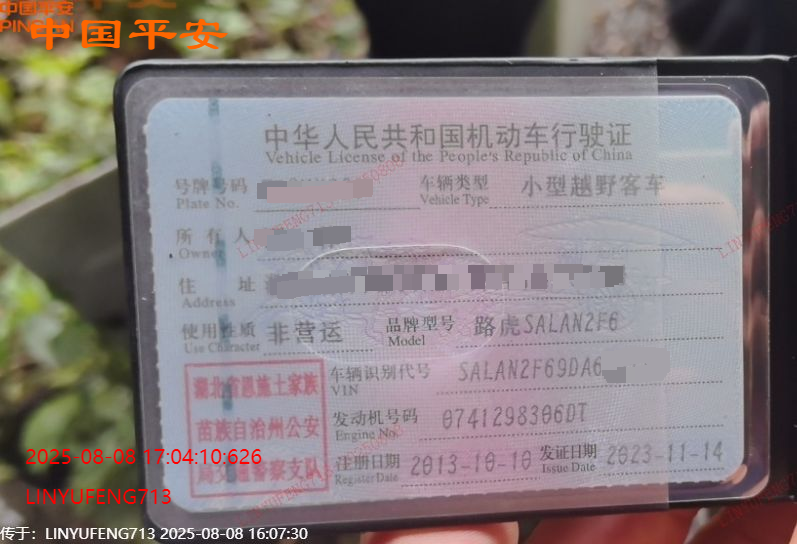 中国平安
PINGAN
中国平安
中华人民共和国机动车行驶证
Vehicle License of the People's Republic of China
号牌号码 车辆类型 小型越野客车
Plate No. Vehicle Type
所有人
Owner
住址
Address
使用性质 非营运 品牌型号 路虎SALAN2F6
Use Character Model
湖北省恩施土家族
苗族自治州公安
局交通警察支队
车辆识别代号 SALAN2F69DA6
VIN
发动机号码 0741298306DT
Engine No.
注册日期 2013-10-10 发证日期 2023-11-14
Register Date Issue Date
2025-08-08 17:04:10:626
LINYUFENG713
传于：LINYUFENG713 2025-08-08 16:07:30